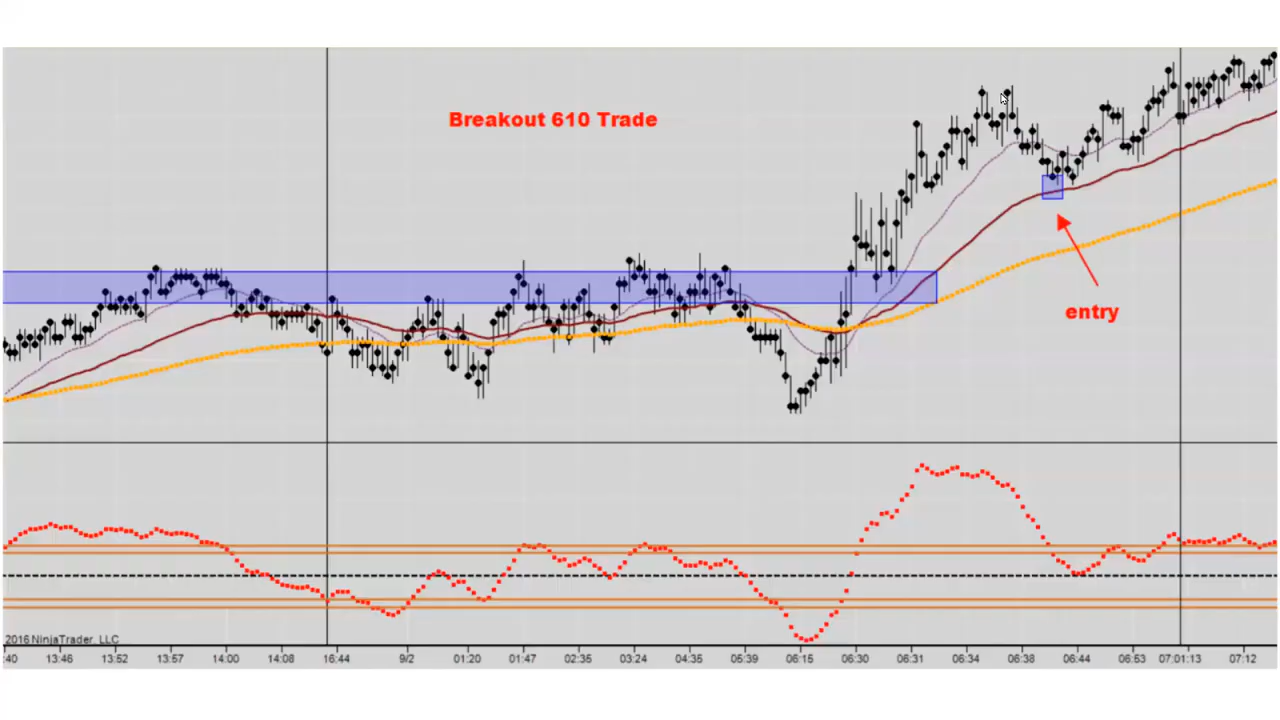 Breakout 610 Trade
entry
2016 NinjaTrader, LLC
:40 13:46 13:52 13:57 14:00 14:08 16:44 9/2 01:20 01:47 02:35 03:24 04:35 05:39 06:15 06:30 06:31 06:34 06:38 06:44 06:53 07:01:13 07:12